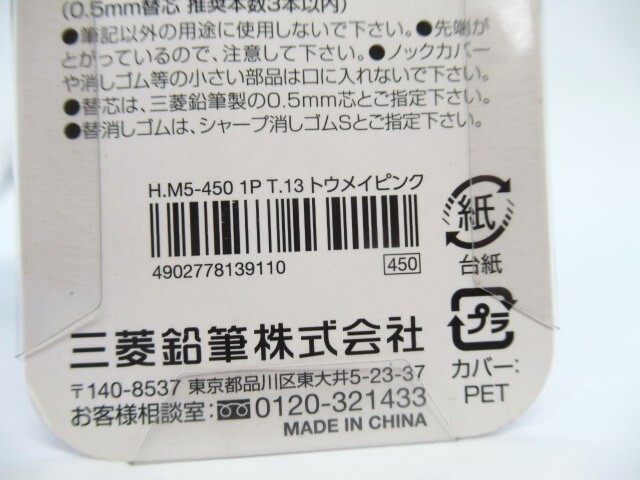 (0.5mm替芯 推奨本数3本以内)
●筆記以外の用途に使用しないで下さい。●先端が
とがっているので、注意して下さい。●ノックカバー
や消しゴム等の小さい部品は口に入れないで下さい。
●替芯は、三菱鉛筆製の0.5mm芯とご指定下さい。
●替消しゴムは、シャープ消しゴムSとご指定下さい。
H.M5-450 1P T.13 トウメイピンク
4902778139110 450
紙
台紙
プラ
カバー:
PET
三菱鉛筆株式会社
〒140-8537 東京都品川区東大井5-23-37
お客様相談室: 0120-321433
MADE IN CHINA